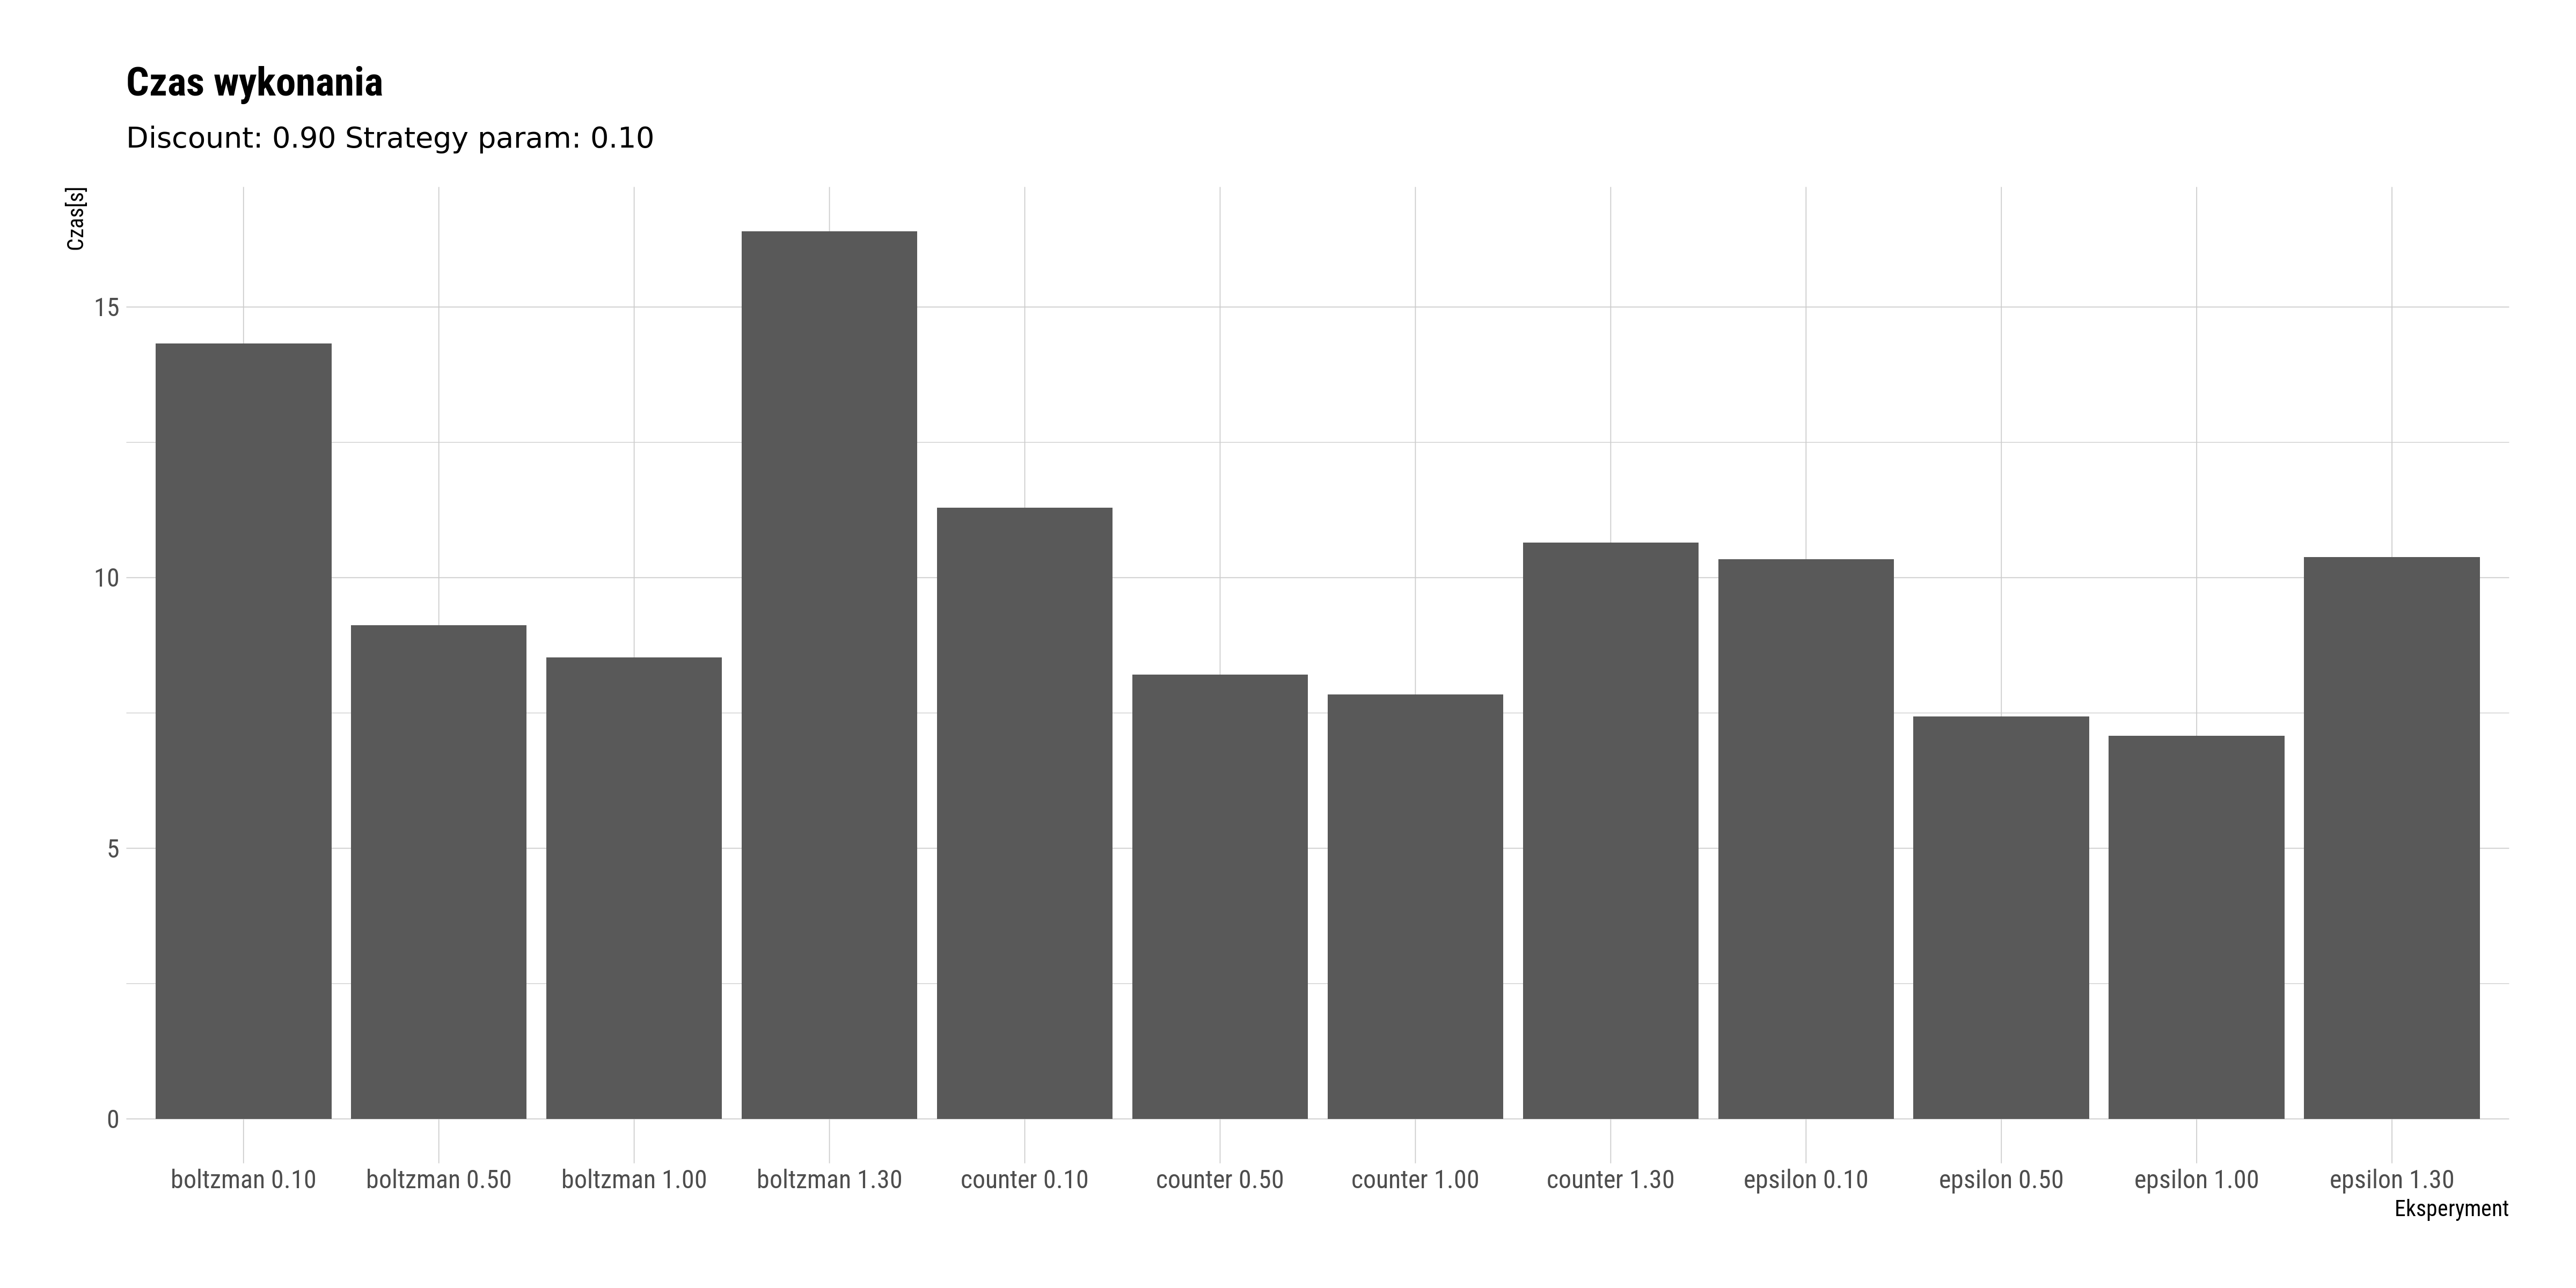 Czas wykonania
Discount: 0.90 Strategy param: 0.10
Czas[s]
15
10
5
0
boltzman 0.10 boltzman 0.50 boltzman 1.00 boltzman 1.30 counter 0.10 counter 0.50 counter 1.00 counter 1.30 epsilon 0.10 epsilon 0.50 epsilon 1.00 epsilon 1.30
Eksperyment